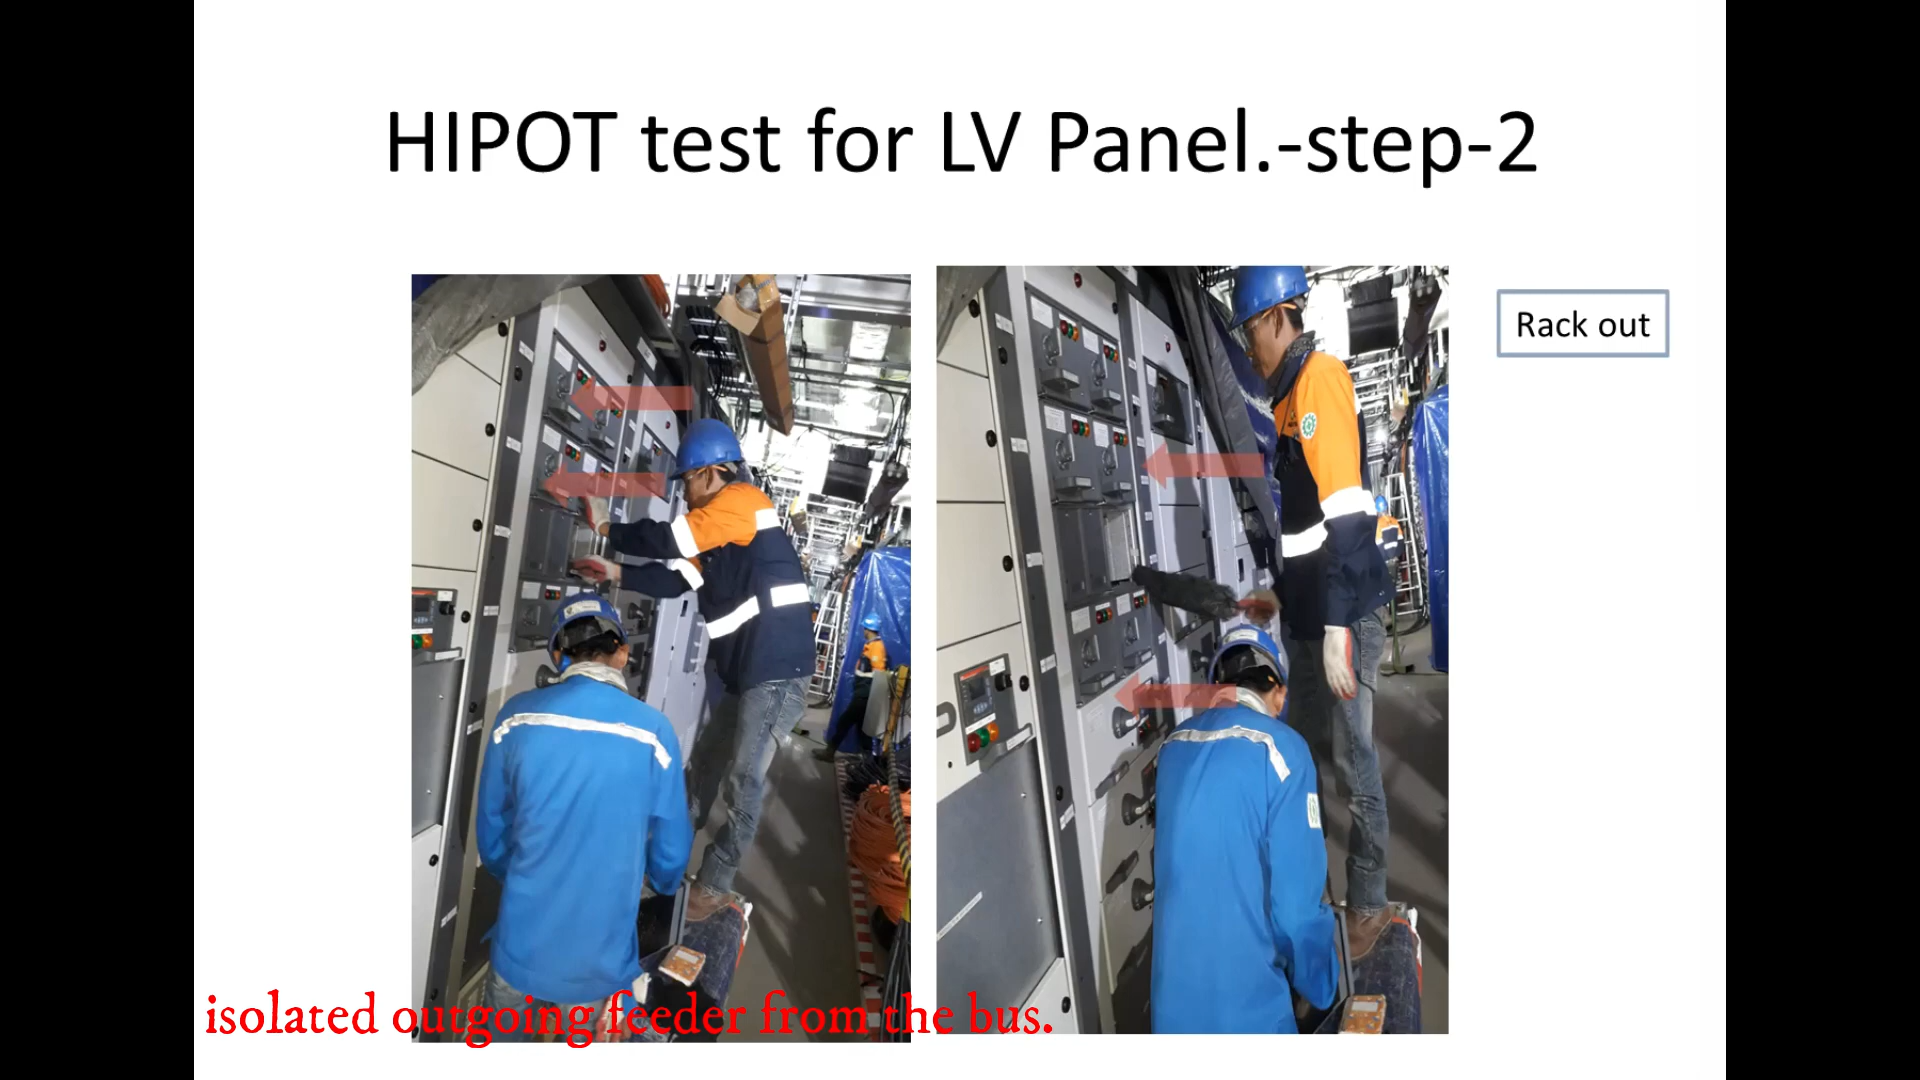 HIPOT test for LV Panel.-step-2
Rack out
isolated outgoing feeder from the bus.